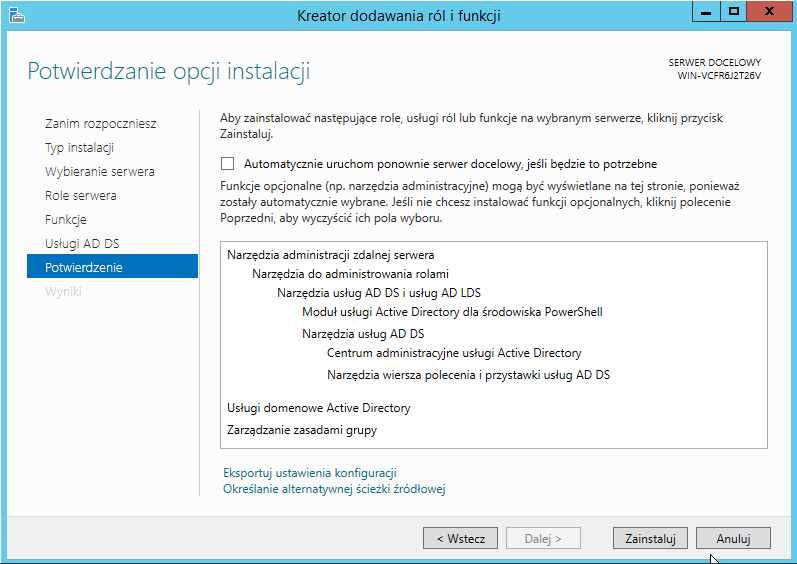 Kreator dodawania ról i funkcji
Potwierdzanie opcji instalacji
SERWER DOCELOWY
WIN-VCFR6J2T26V
Zanim rozpoczniesz
Typ instalacji
Wybieranie serwera
Role serwera
Funkcje
Usługi AD DS
Potwierdzenie
Wyniki
Aby zainstalować następujące role, usługi ról lub funkcje na wybranym serwerze, kliknij przycisk
Zainstaluj.
Automatycznie uruchom ponownie serwer docelowy, jeśli będzie to potrzebne
Funkcje opcjonalne (np. narzędzia administracyjne) mogą być wyświetlane na tej stronie, ponieważ
zostały automatycznie wybrane. Jeśli nie chcesz instalować funkcji opcjonalnych, kliknij polecenie
Poprzedni, aby wyczyścić ich pola wyboru.
Narzędzia administracji zdalnej serwera
Narzędzia do administrowania rolami
Narzędzia usług AD DS i usług AD LDS
Moduł usługi Active Directory dla środowiska PowerShell
Narzędzia usług AD DS
Centrum administracyjne usługi Active Directory
Narzędzia wiersza polecenia i przystawki usług AD DS
Usługi domenowe Active Directory
Zarządzanie zasadami grupy
Eksportuj ustawienia konfiguracji
Określanie alternatywnej ścieżki źródłowej
< Wstecz
Dalej >
Zainstaluj
Anuluj